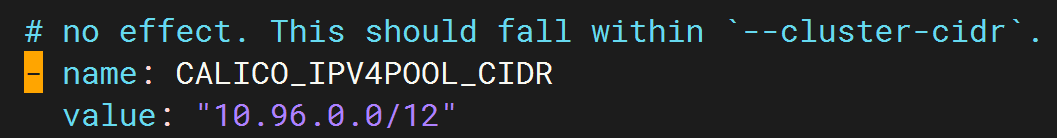 # no effect. This should fall within `--cluster-cidr`.
- name: CALICO_IPV4POOL_CIDR
value: "10.96.0.0/12"